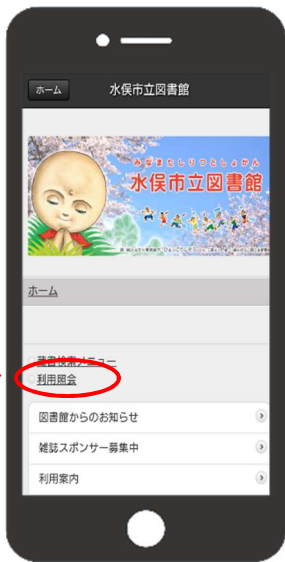 ホーム
水俣市立図書館
みなまたしりつとしょかん
水俣市立図書館
ホーム
蔵書検索メニュー
利用照会
図書館からのお知らせ
雑誌スポンサー募集中
利用案内